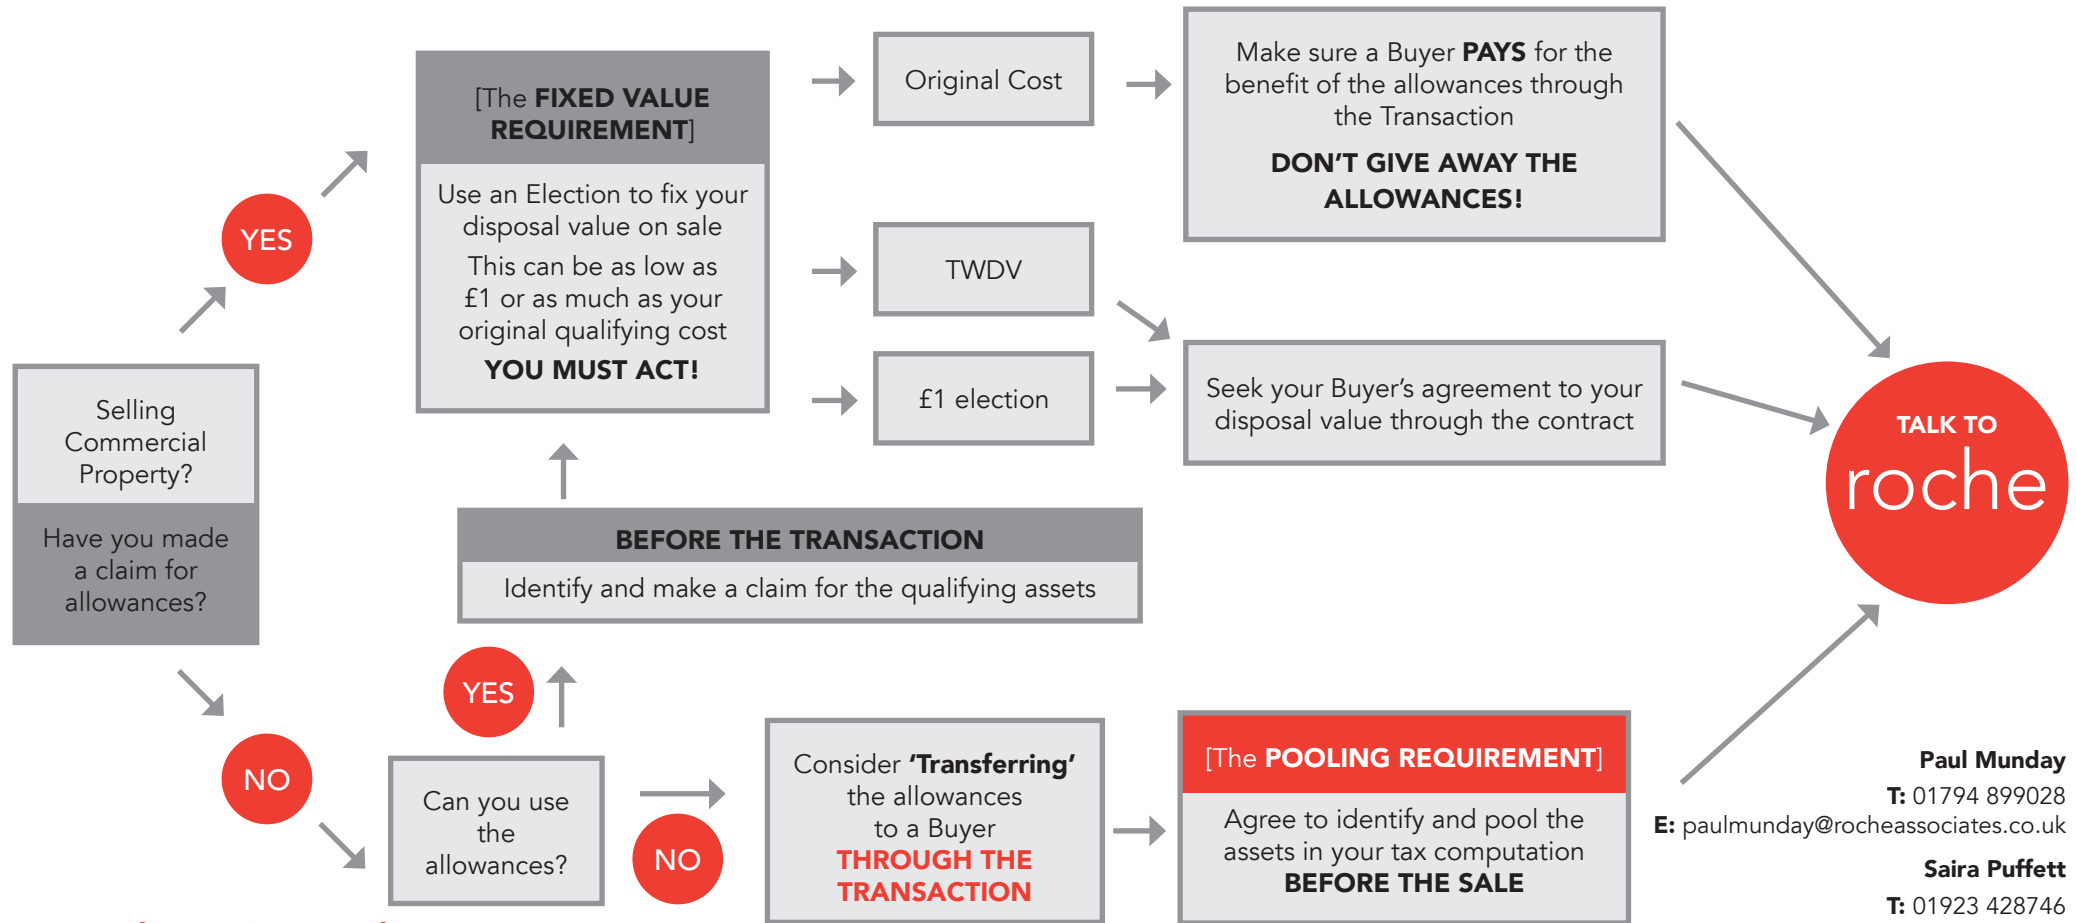 Selling
Commercial
Property?
Have you made
a claim for
allowances?
YES
[The FIXED VALUE
REQUIREMENT]
Use an Election to fix your
disposal value on sale
This can be as low as
£1 or as much as your
original qualifying cost
YOU MUST ACT!
Original Cost
TWDV
£1 election
Make sure a Buyer PAYS for the
benefit of the allowances through
the Transaction
DON'T GIVE AWAY THE
ALLOWANCES!
Seek your Buyer's agreement to your
disposal value through the contract
BEFORE THE TRANSACTION
Identify and make a claim for the qualifying assets
YES
NO
Can you use
the
allowances?
NO
Consider 'Transferring'
the allowances
to a Buyer
THROUGH THE
TRANSACTION
[The POOLING REQUIREMENT]
Agree to identify and pool the
assets in your tax computation
BEFORE THE SALE
TALK TO
roche
Paul Munday
T: 01794 899028
E: paulmunday@rocheassociates.co.uk
Saira Puffett
T: 01923 428746